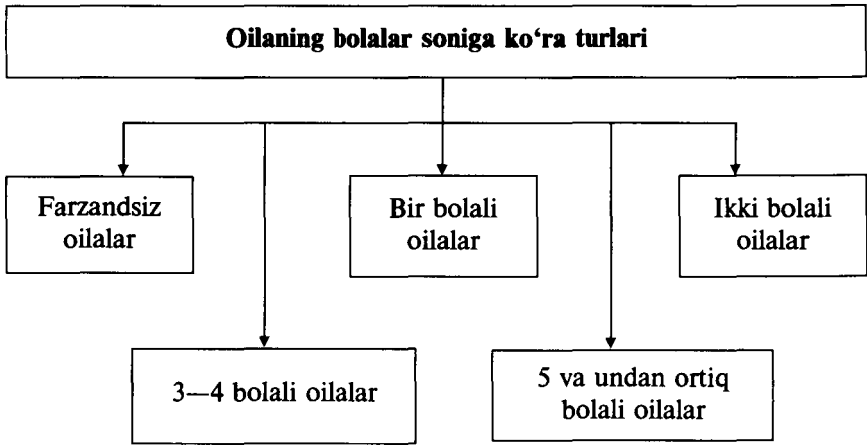 Oilaning bolalar soniga ko‘ra turlari
Farzandsiz
oilalar
Bir bolali
oilalar
Ikki bolali
oilalar
3—4 bolali oilalar
5 va undan ortiq
bolali oilalar